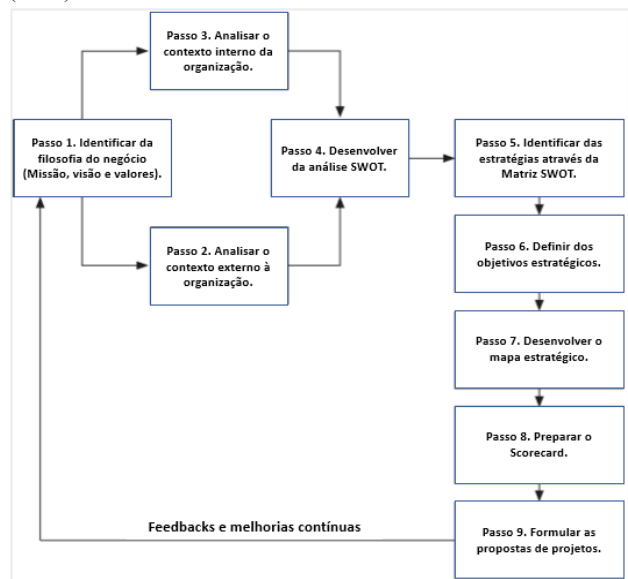 Passo 3. Analisar o
contexto interno da
organização.
Passo 1. Identificar da
filosofia do negócio
(Missão, visão e valores).
Passo 4. Desenvolver
da análise SWOT.
Passo 5. Identificar das
estratégias através da
Matriz SWOT.
Passo 2. Analisar o
contexto externo à
organização.
Passo 6. Definir dos
objetivos estratégicos.
Passo 7. Desenvolver o
mapa estratégico.
Passo 8. Preparar o
Scorecard.
Feedbacks e melhorias contínuas
Passo 9. Formular as
propostas de projetos.